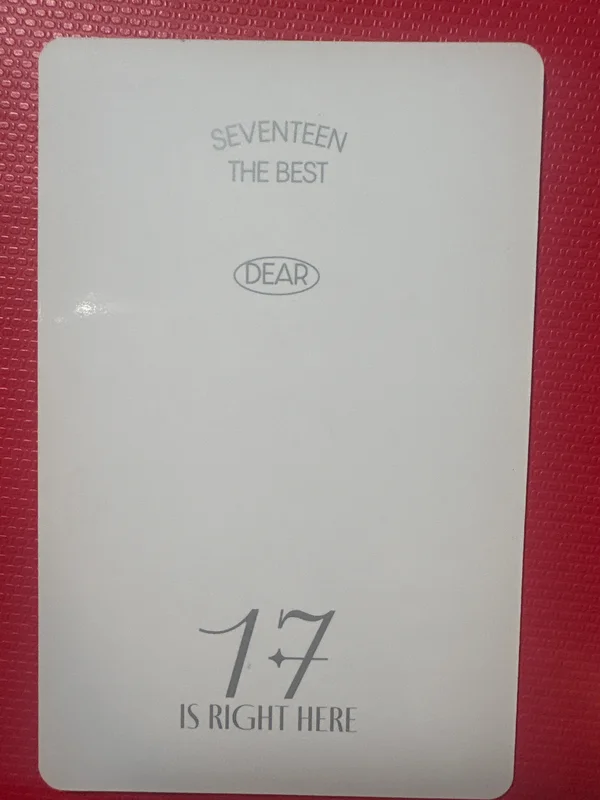 SEVENTEEN
THE BEST
DEAR
17
IS RIGHT HERE